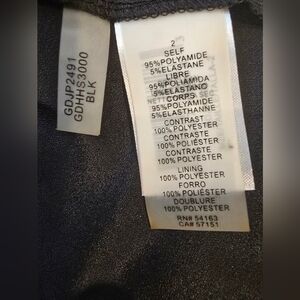 GDJP2491
GDHHS3000
BLK
2
SELF
95%POLYAMIDE
5%ELASTANE
LIBRE
95%POLIAMIDA
5%ELASTANO
CORPS
95%POLYAMIDE
5%ELASTHANNE
CONTRAST
100% POLYESTER
CONTRASTE
100% POLIÉSTER
CONTRASTE
100% POLYESTER
LINING
100% POLYESTER
FORRO
100% POLIÉSTER
DOUBLURE
100% POLYESTER
RN# 54163
CA# 57151